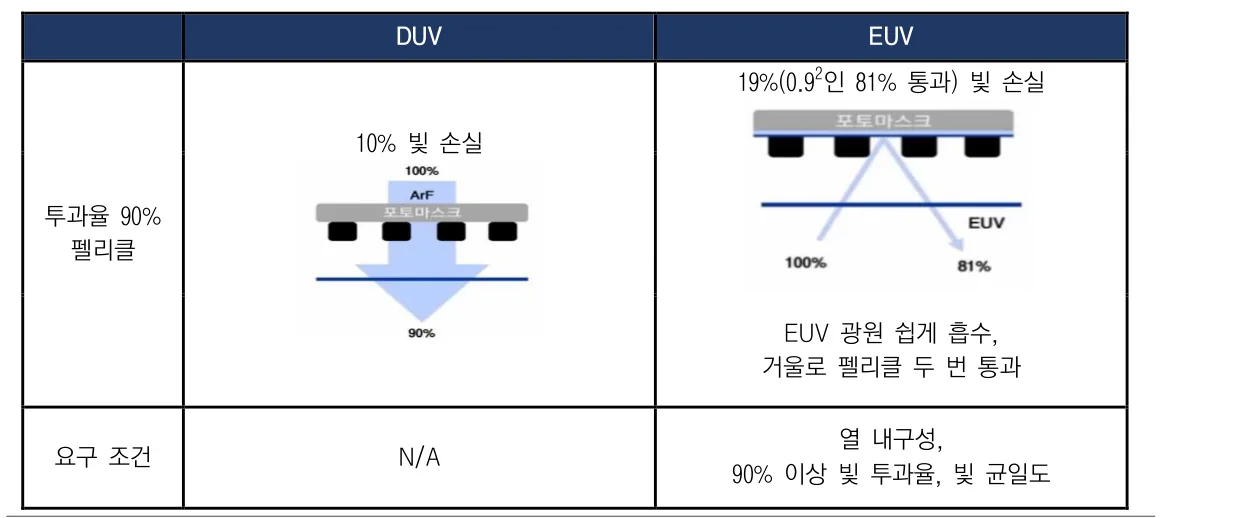 DUV EUV
투과율 90%
펠리클
10% 빛 손실
100%
ArF
포토마스크
90%
19%(0.9²인 81% 통과) 빛 손실
포토마스크
EUV
100% 81%
EUV 광원 쉽게 흡수,
거울로 펠리클 두 번 통과
요구 조건
N/A
열 내구성,
90% 이상 빛 투과율, 빛 균일도